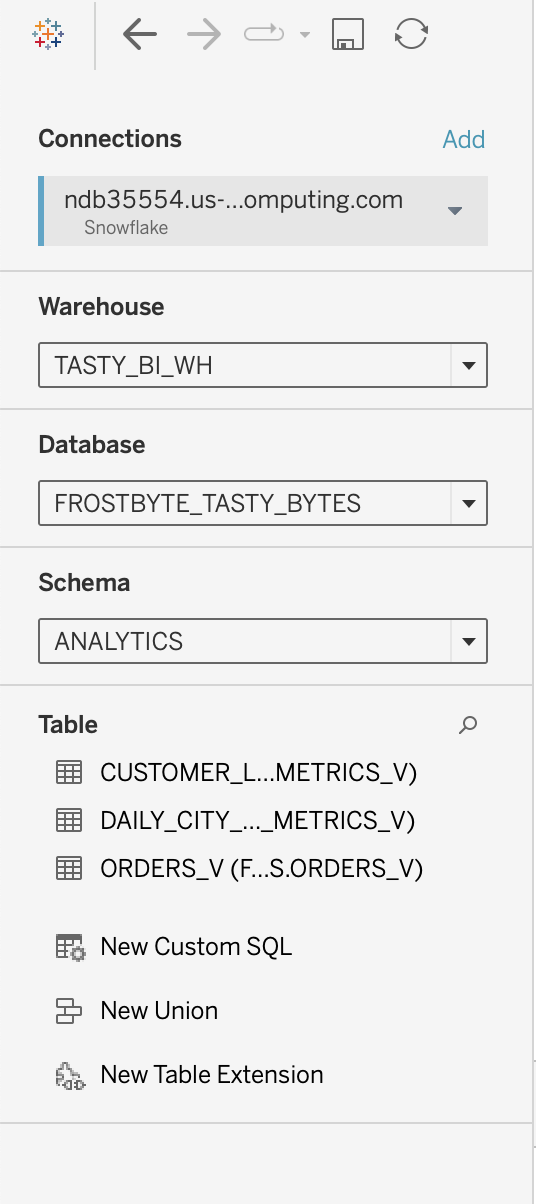 Connections
Add
ndb35554.us-...omputing.com
Snowflake
Warehouse
TASTY_BI_WH
Database
FROSTBYTE_TASTY_BYTES
Schema
ANALYTICS
Table
CUSTOMER_L...METRICS_V)
DAILY_CITY_..._METRICS_V)
ORDERS_V (F...S.ORDERS_V)
New Custom SQL
New Union
New Table Extension